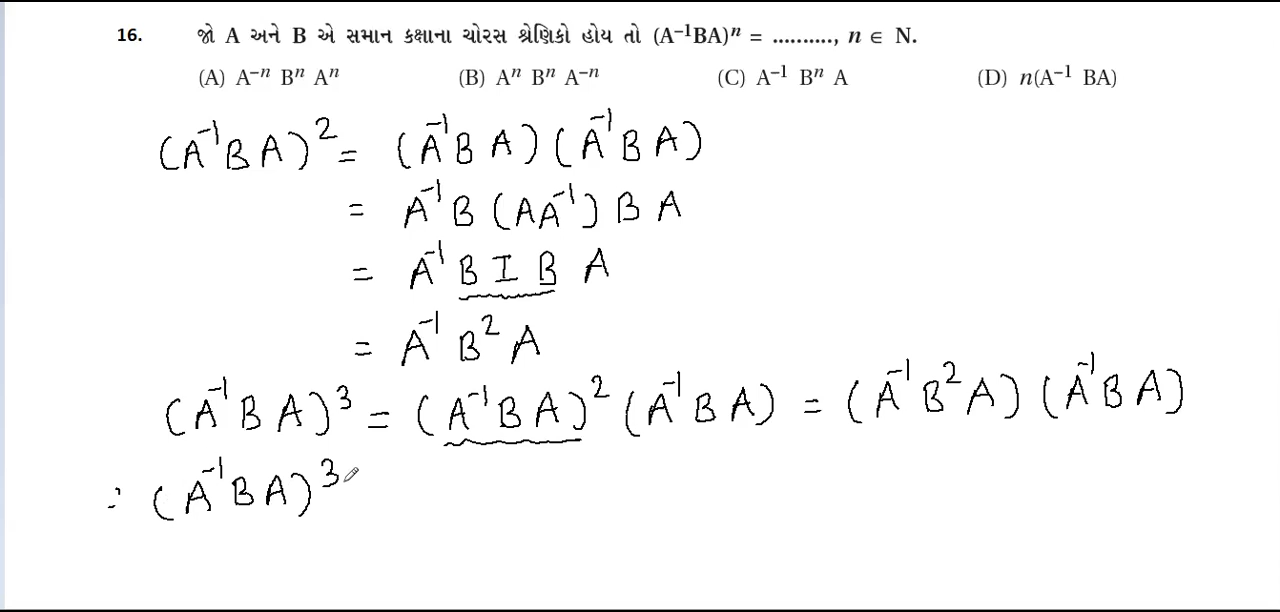 16. જો A અને B એ સમાન કક્ષાના ચોરસ શ્રેણિકો હોય તો (A⁻¹BA)ⁿ = .........., n ∈ N.
(A) A⁻ⁿ Bⁿ Aⁿ (B) Aⁿ Bⁿ A⁻ⁿ (C) A⁻¹ Bⁿ A (D) n(A⁻¹ BA)
(A⁻¹BA)² = (A⁻¹BA)(A⁻¹BA)
= A⁻¹B(AA⁻¹)BA
= A⁻¹BIBA
= A⁻¹B²A
(A⁻¹BA)³ = (A⁻¹BA)²(A⁻¹BA) = (A⁻¹B²A)(A⁻¹BA)
∴ (A⁻¹BA)³